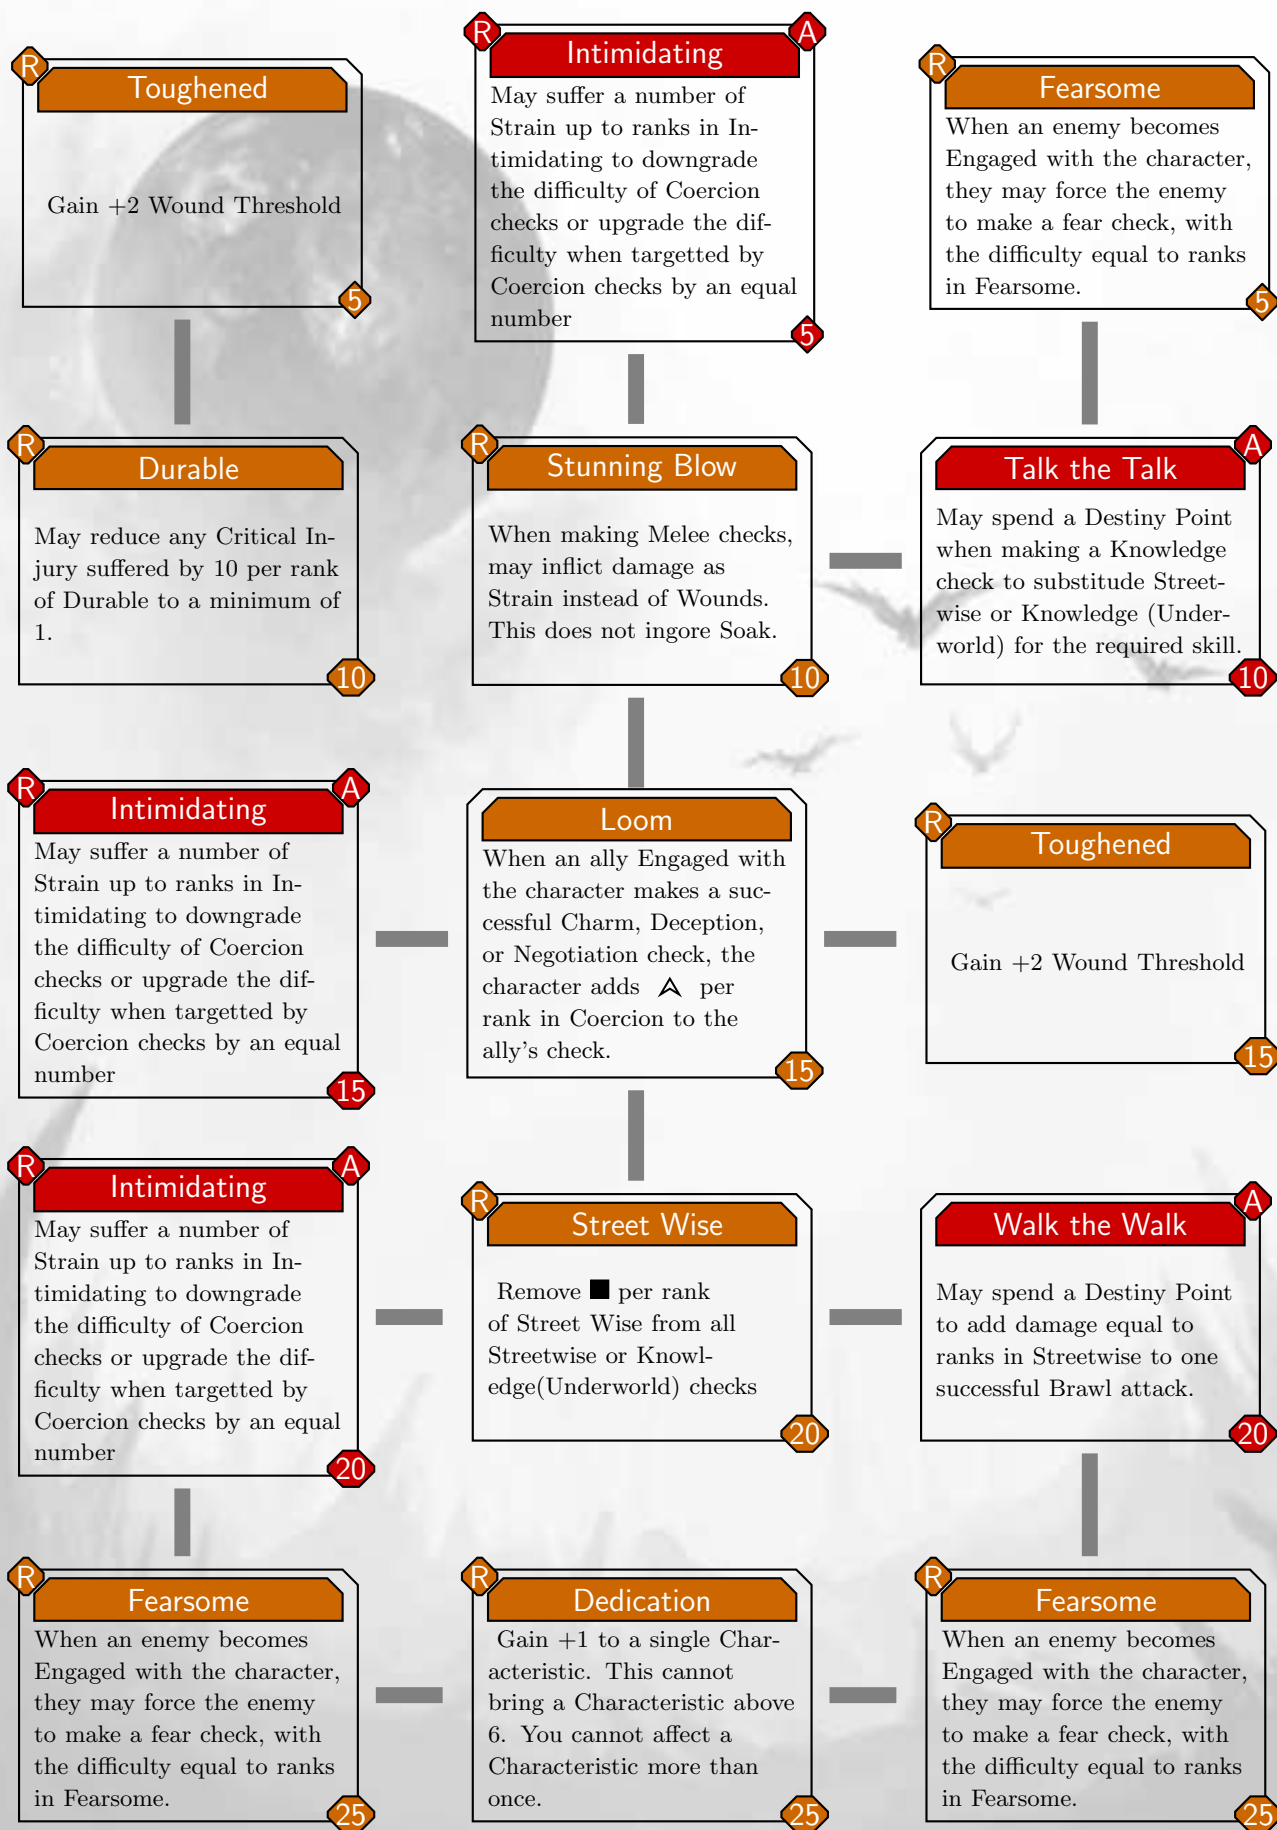 R
Toughened
Gain +2 Wound Threshold
5
R
A
Intimidating
May suffer a number of
Strain up to ranks in In-
timidating to downgrade
the difficulty of Coercion
checks or upgrade the dif-
ficulty when targetted by
Coercion checks by an equal
number
5
R
Fearsome
When an enemy becomes
Engaged with the character,
they may force the enemy
to make a fear check, with
the difficulty equal to ranks
in Fearsome.
5
R
Durable
May reduce any Critical In-
jury suffered by 10 per rank
of Durable to a minimum of
1.
10
R
Stunning Blow
When making Melee checks,
may inflict damage as
Strain instead of Wounds.
This does not ingore Soak.
10
A
Talk the Talk
May spend a Destiny Point
when making a Knowledge
check to substitude Street-
wise or Knowledge (Under-
world) for the required skill.
10
R
A
Intimidating
May suffer a number of
Strain up to ranks in In-
timidating to downgrade
the difficulty of Coercion
checks or upgrade the dif-
ficulty when targetted by
Coercion checks by an equal
number
15
Loom
When an ally Engaged with
the character makes a suc-
cessful Charm, Deception,
or Negotiation check, the
character adds per
rank in Coercion to the
ally's check.
15
R
Toughened
Gain +2 Wound Threshold
15
R
A
Intimidating
May suffer a number of
Strain up to ranks in In-
timidating to downgrade
the difficulty of Coercion
checks or upgrade the dif-
ficulty when targetted by
Coercion checks by an equal
number
20
R
Street Wise
Remove ■ per rank
of Street Wise from all
Streetwise or Knowl-
edge(Underworld) checks
20
A
Walk the Walk
May spend a Destiny Point
to add damage equal to
ranks in Streetwise to one
successful Brawl attack.
20
R
Fearsome
When an enemy becomes
Engaged with the character,
they may force the enemy
to make a fear check, with
the difficulty equal to ranks
in Fearsome.
25
R
Dedication
Gain +1 to a single Char-
acteristic. This cannot
bring a Characteristic above
6. You cannot affect a
Characteristic more than
once.
25
R
Fearsome
When an enemy becomes
Engaged with the character,
they may force the enemy
to make a fear check, with
the difficulty equal to ranks
in Fearsome.
25